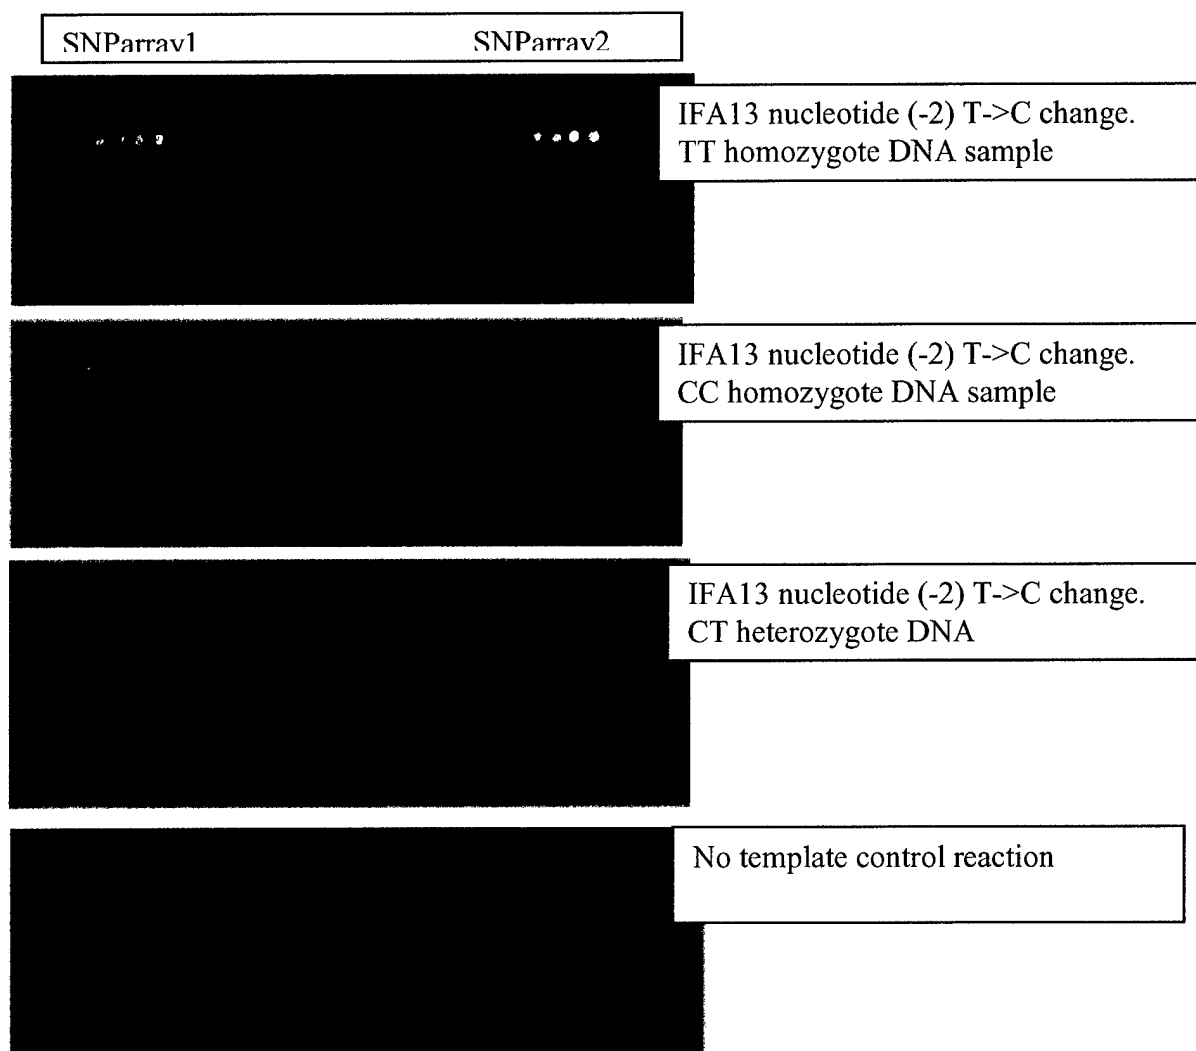 SNParray1 SNParray2
IFA13 nucleotide (-2) T->C change.
TT homozygote DNA sample
IFA13 nucleotide (-2) T->C change.
CC homozygote DNA sample
IFA13 nucleotide (-2) T->C change.
CT heterozygote DNA
No template control reaction